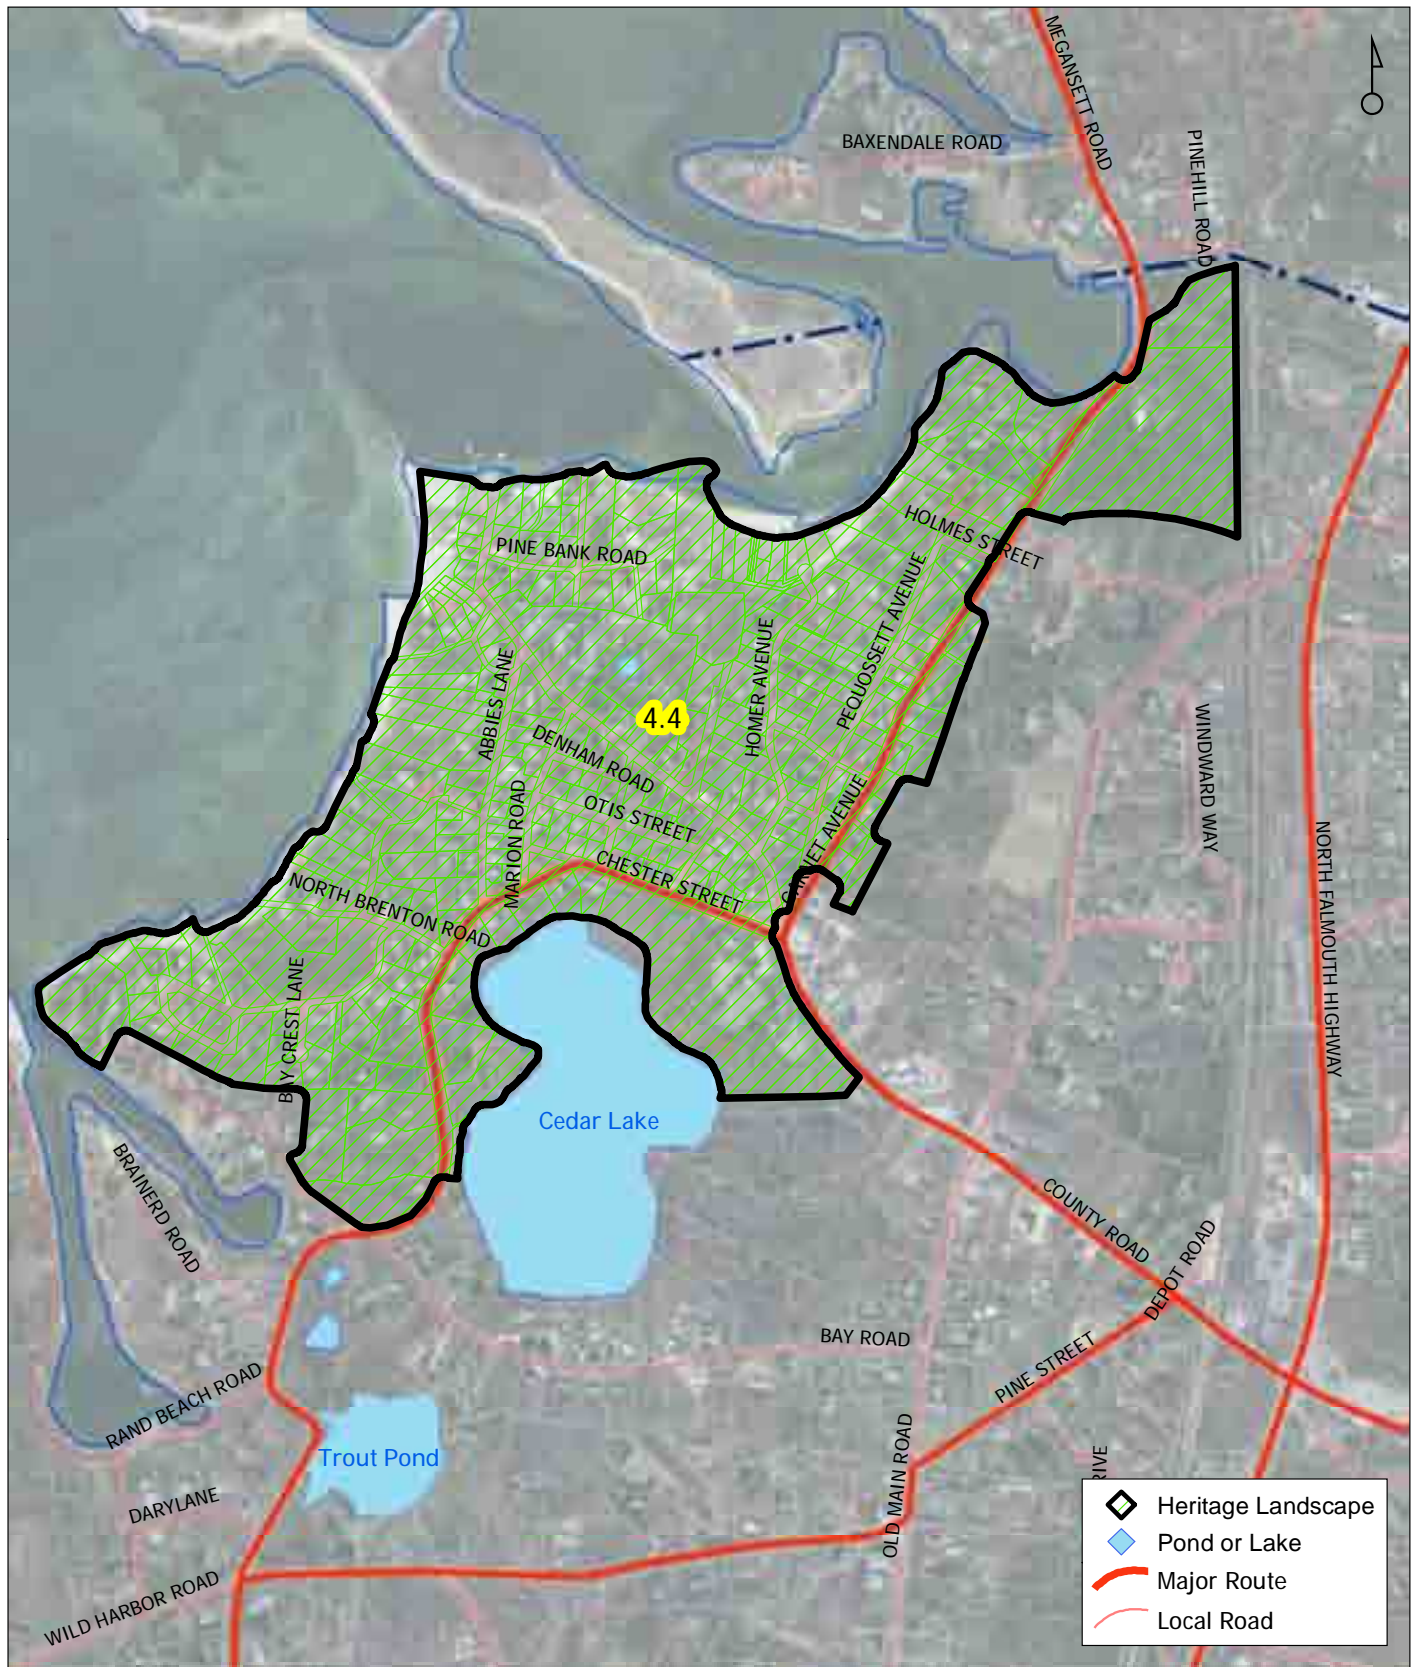 MEGANSETT ROAD
BAXENDALE ROAD
PINEHILL ROAD
HOLMES STREET
PINE BANK ROAD
PEQUOSSETT AVENUE
HOMER AVENUE
ABBIES LANE
4.4
DENHAM ROAD
WINDWARD WAY
OTIS STREET
MARION ROAD
GARNET AVENUE
CHESTER STREET
NORTH FALMOUTH HIGHWAY
NORTH BRENTON ROAD
BAY CREST LANE
Cedar Lake
BRAINERD ROAD
COUNTY ROAD
DEPOT ROAD
BAY ROAD
PINE STREET
RAND BEACH ROAD
Trout Pond
OLD MAIN ROAD
RIVE
DARYLANE
WILD HARBOR ROAD
Heritage Landscape
Pond or Lake
Major Route
Local Road